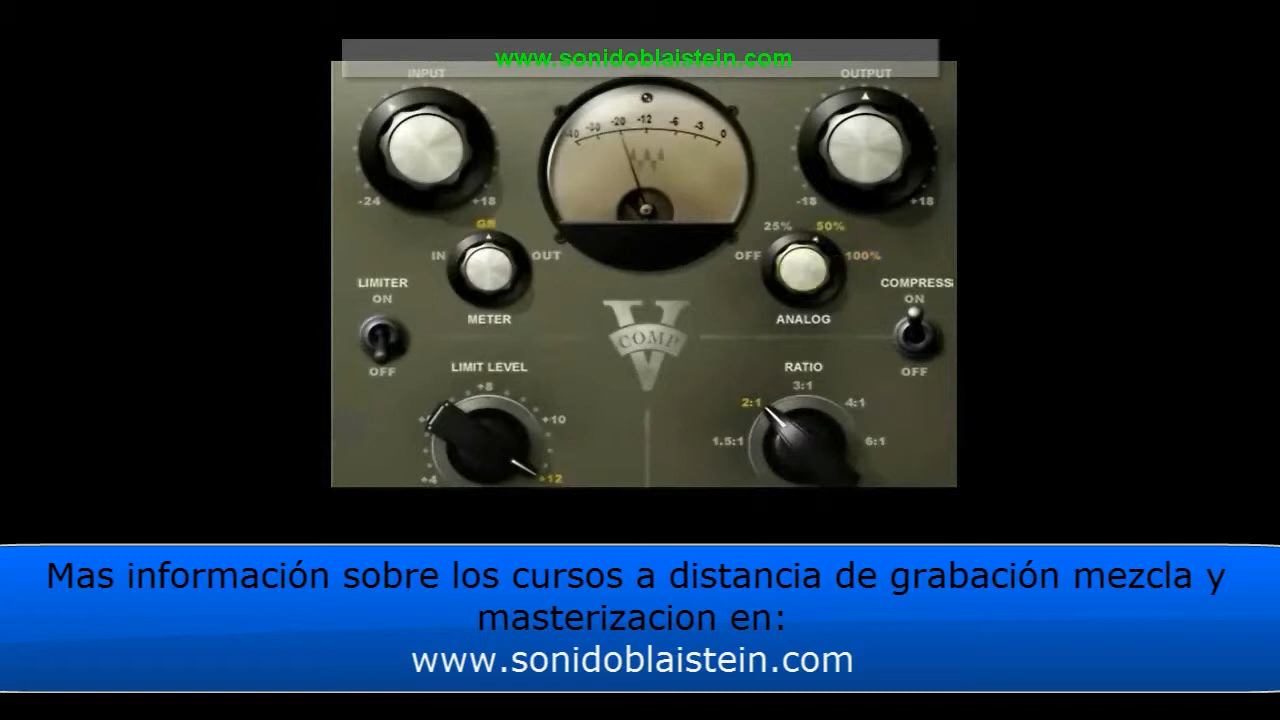 www.sonidoblaistein.com
INPUT
OUTPUT
-40 -30 -20 -12 -6 -3 0
-24 +18
-18 +18
GR
25% 50%
IN OUT
OFF 100%
LIMITER
COMPRESS
ON
ON
METER
ANALOG
V
COMP
OFF
OFF
LIMIT LEVEL
RATIO
+8
3:1
2:1 4:1
+10
1.5:1 6:1
+4 +12
Mas información sobre los cursos a distancia de grabación mezcla y
masterizacion en:
www.sonidoblaistein.com